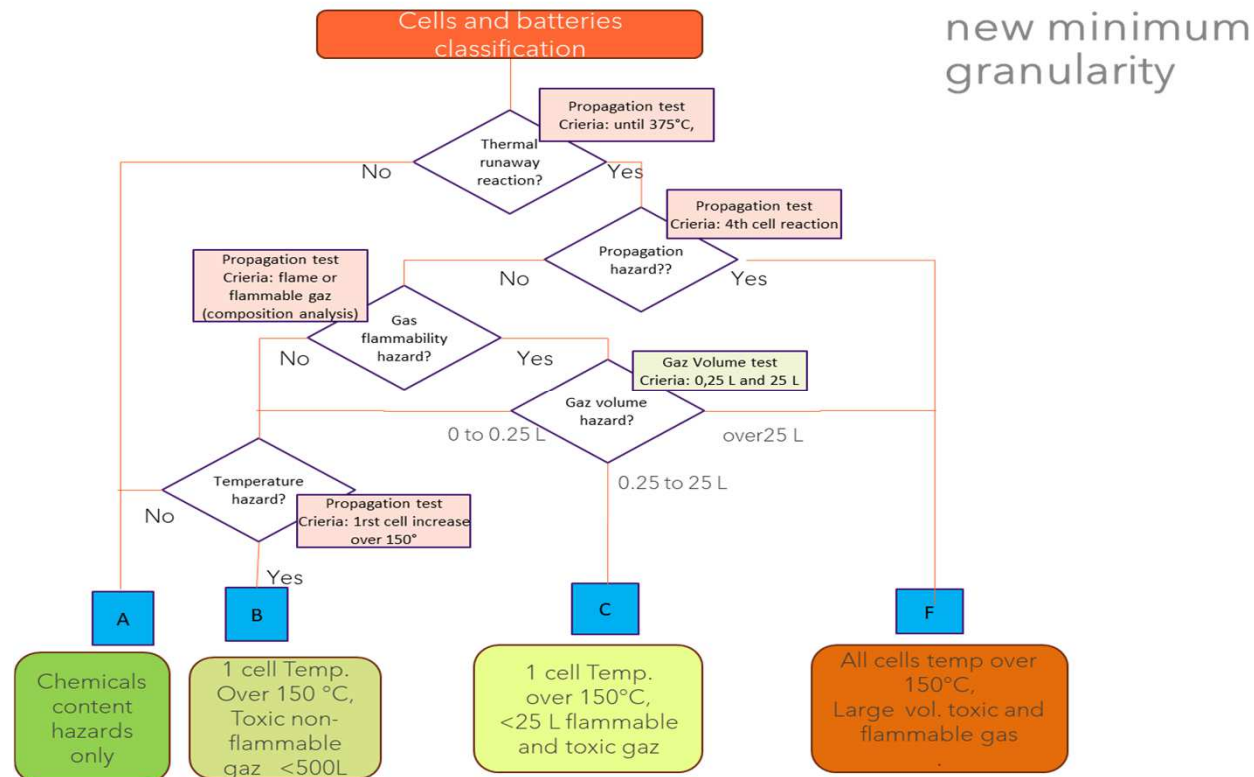 Cells and batteries
classification
new minimum
granularity
Propagation test
Crieria: until 375°C,
Thermal
runaway
reaction?
No
Yes
Propagation test
Crieria: 4th cell reaction
Propagation
hazard??
No
Yes
Propagation test
Crieria: flame or
flammable gaz
(composition analysis)
Gas
flammability
hazard?
No
Yes
Gaz Volume test
Crieria: 0,25 L and 25 L
Gaz volume
hazard?
0 to 0.25 L
over25 L
0.25 to 25 L
Temperature
hazard?
Propagation test
Crieria: 1rst cell increase
over 150°
No
Yes
A
B
C
F
Chemicals
content
hazards
only
1 cell Temp.
Over 150 °C,
Toxic non-
flammable
gaz <500L
1 cell Temp.
over 150°C,
<25 L flammable
and toxic gaz
All cells temp over
150°C,
Large vol. toxic and
flammable gas
.